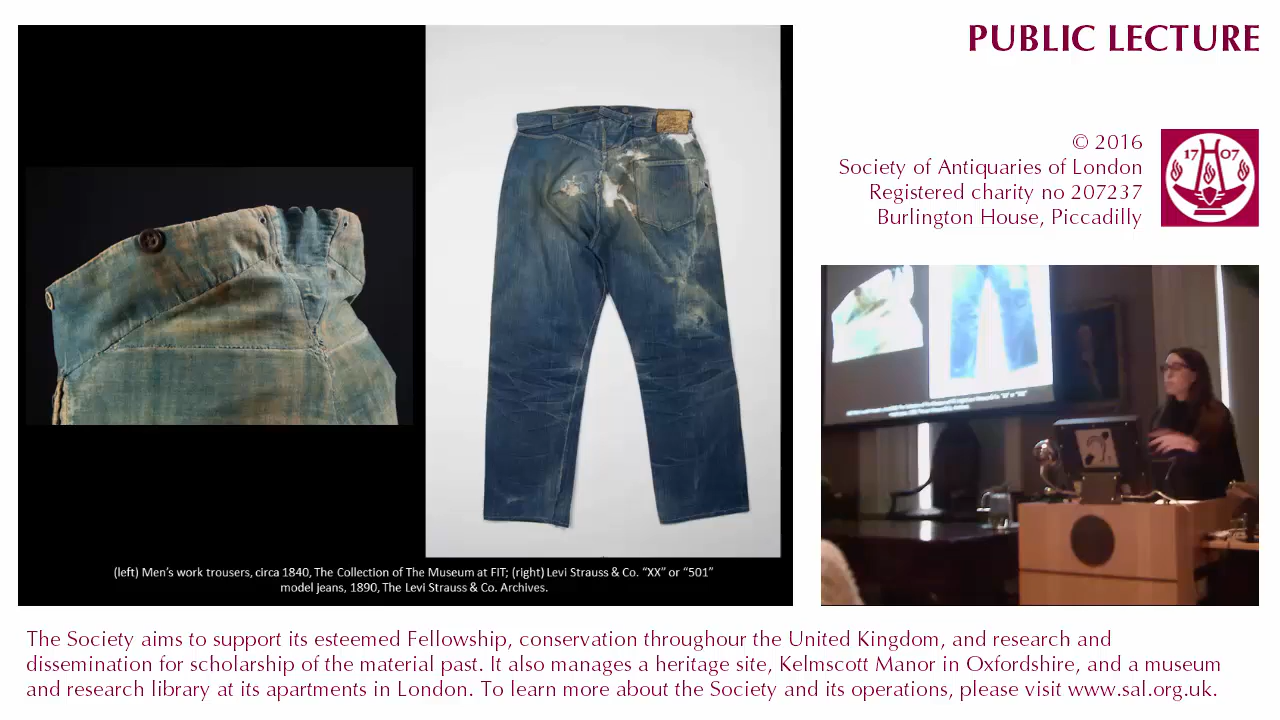 PUBLIC LECTURE
© 2016
Society of Antiquaries of London
Registered charity no 207237
Burlington House, Piccadilly
17 07
(left) Men's work trousers, circa 1840, The Collection of The Museum at FIT; (right) Levi Strauss & Co. "XX" or "501"
model jeans, 1890, The Levi Strauss & Co. Archives.
The Society aims to support its esteemed Fellowship, conservation throughour the United Kingdom, and research and
dissemination for scholarship of the material past. It also manages a heritage site, Kelmscott Manor in Oxfordshire, and a museum
and research library at its apartments in London. To learn more about the Society and its operations, please visit www.sal.org.uk.